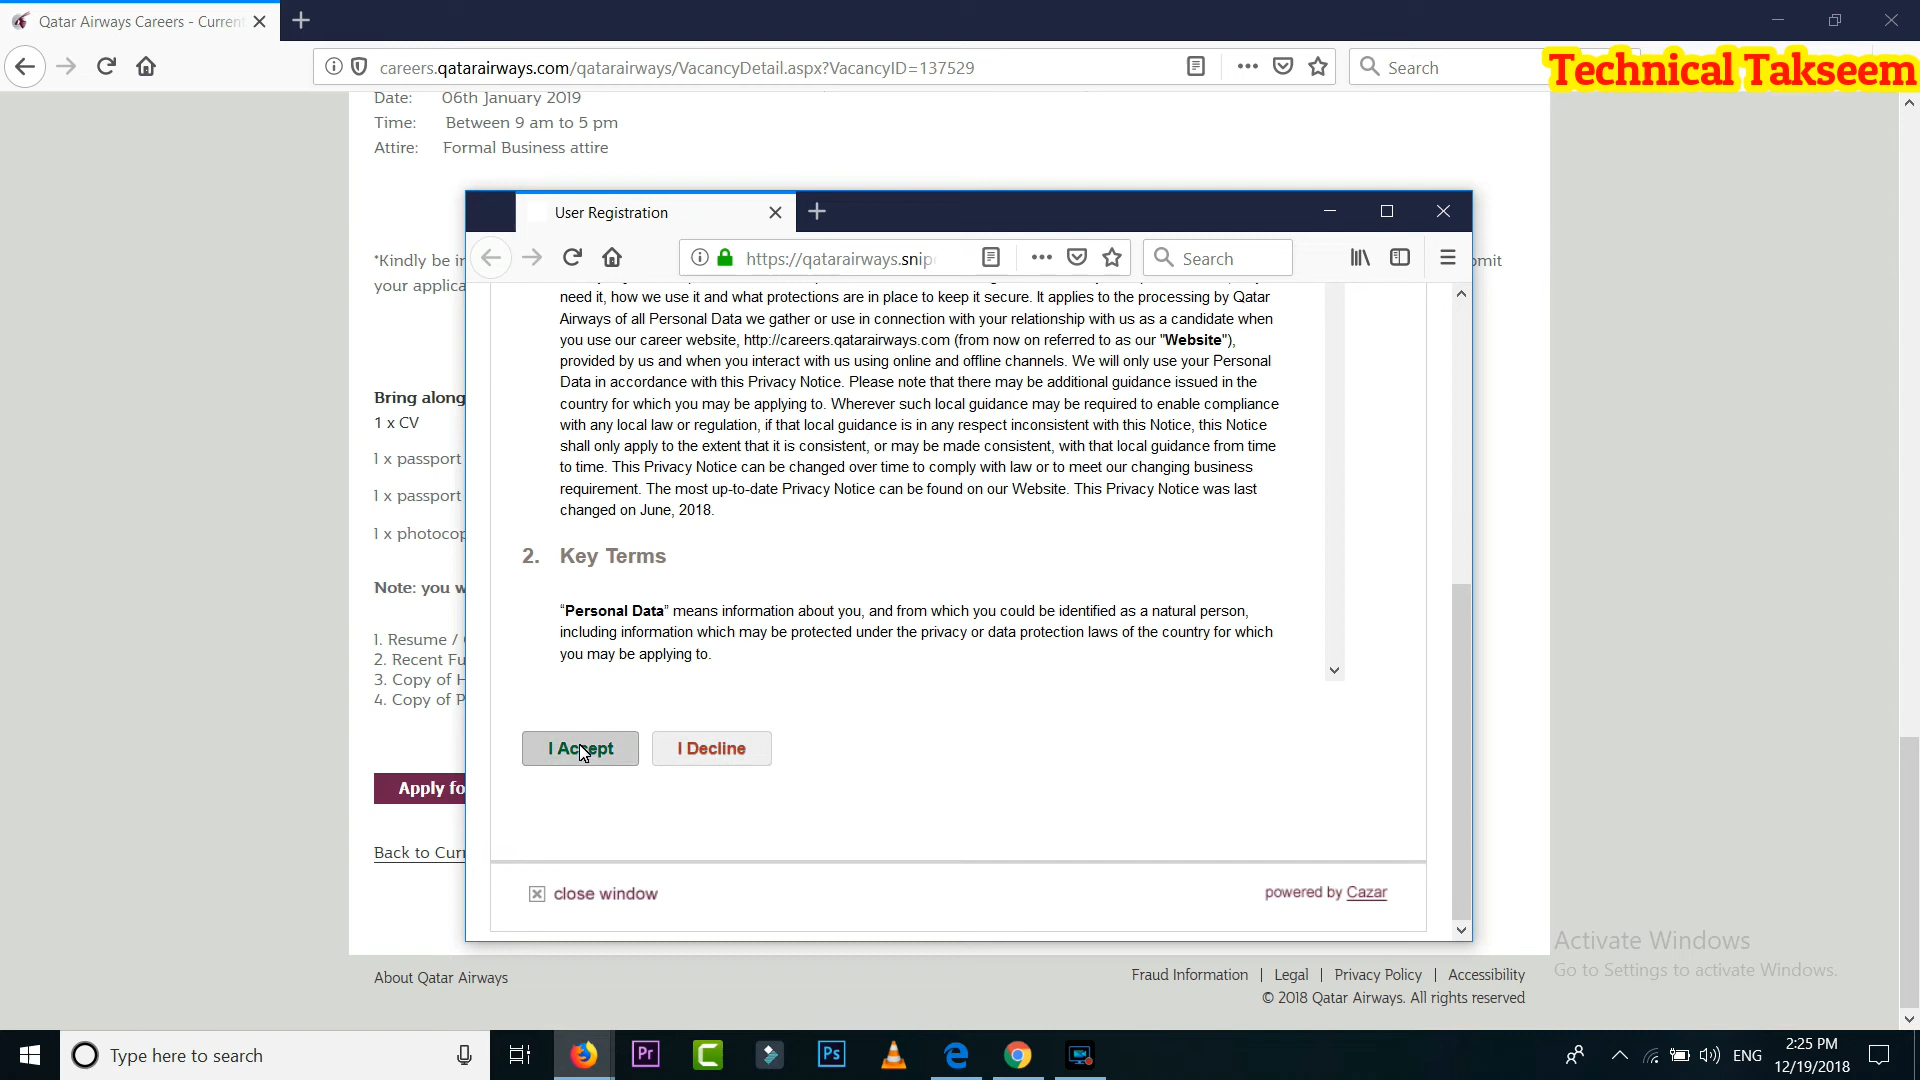 Qatar Airways Careers - Current
careers.qatarairways.com/qatarairways/VacancyDetail.aspx?VacancyID=137529
Search
Technical Takseem
Date: 06th January 2019
Time: Between 9 am to 5 pm
Attire: Formal Business attire
*Kindly be in
omit
your applica
Bring along
1 x CV
1 x passport
1 x passport
1 x photocop
Note: you w
1. Resume /
2. Recent Fu
3. Copy of H
4. Copy of P
Apply fo
Back to Curr
User Registration
https://qatarairways.snip
Search
need it, how we use it and what protections are in place to keep it secure. It applies to the processing by Qatar
Airways of all Personal Data we gather or use in connection with your relationship with us as a candidate when
you use our career website, http://careers.qatarairways.com (from now on referred to as our "Website"),
provided by us and when you interact with us using online and offline channels. We will only use your Personal
Data in accordance with this Privacy Notice. Please note that there may be additional guidance issued in the
country for which you may be applying to. Wherever such local guidance may be required to enable compliance
with any local law or regulation, if that local guidance is in any respect inconsistent with this Notice, this Notice
shall only apply to the extent that it is consistent, or may be made consistent, with that local guidance from time
to time. This Privacy Notice can be changed over time to comply with law or to meet our changing business
requirement. The most up-to-date Privacy Notice can be found on our Website. This Privacy Notice was last
changed on June, 2018.
2. Key Terms
“Personal Data” means information about you, and from which you could be identified as a natural person,
including information which may be protected under the privacy or data protection laws of the country for which
you may be applying to.
I Accept
I Decline
close window
powered by Cazar
Activate Windows
Go to Settings to activate Windows.
About Qatar Airways
Fraud Information | Legal | Privacy Policy | Accessibility
© 2018 Qatar Airways. All rights reserved
Type here to search
Pr
C
Ps
ENG
2:25 PM
12/19/2018